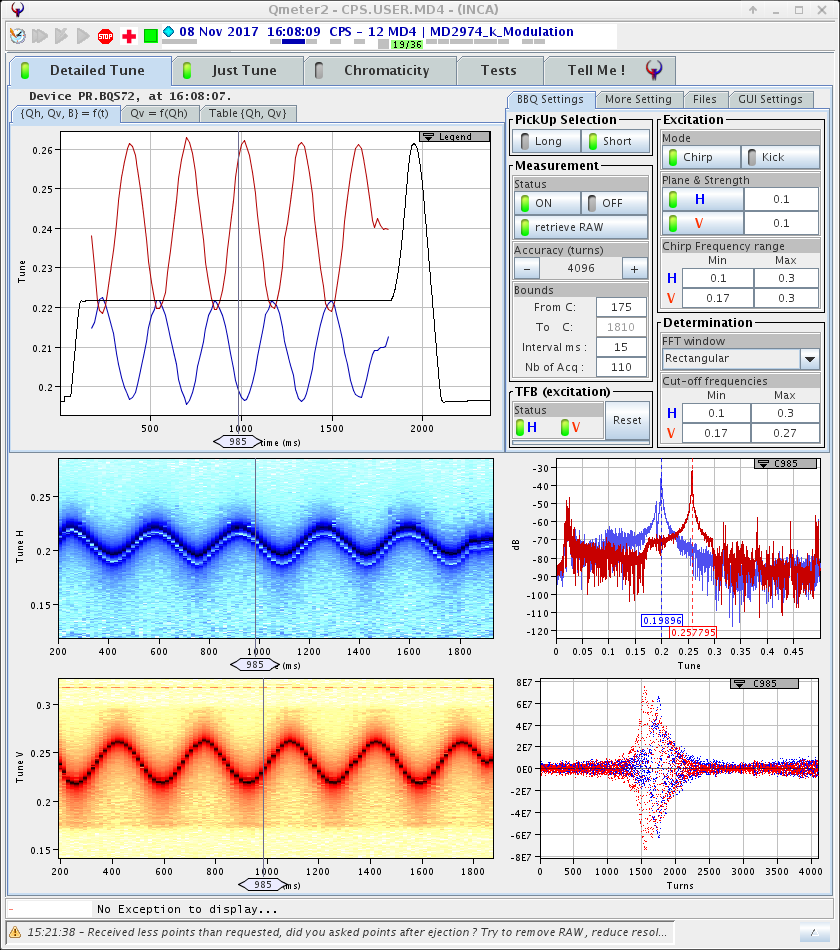 Qmeter2 - CPS.USER.MD4 - (INCA)
STOP
08 Nov 2017 16:08:09 CPS - 12 MD4 | MD2974_k_Modulation
19/36
Detailed Tune Just Tune Chromaticity Tests Tell Me !
Device PR.BQS72, at 16:08:07.
{Qh, Qv, B} = f(t) Qv = f(Qh) Table {Qh, Qv}
BBQ Settings More Setting Files GUI Settings
Legend
0.26
0.25
0.24
0.23
0.22
0.21
0.2
Tune
500 1000 1500 2000
985
time (ms)
PickUp Selection
Long Short
Measurement
Status
ON OFF
retrieve RAW
Accuracy (turns)
- 4096 +
Bounds
From C: 175
To C: 1810
Interval ms : 15
Nb of Acq : 110
TFB (excitation)
Status
H V
Reset
Excitation
Mode
Chirp Kick
Plane & Strength
H 0.1
V 0.1
Chirp Frequency range
Min Max
H 0.1 0.3
V 0.17 0.3
Determination
FFT window
Rectangular
Cut-off frequencies
Min Max
H 0.1 0.3
V 0.17 0.27
0.25
0.2
0.15
Tune H
200 400 600 800 1000 1200 1400 1600 1800
985
(ms)
C985
-30
-40
-50
-60
-70
-80
-90
-100
-110
-120
dB
0.19896
0.257795
0 0.05 0.1 0.15 0.2 0.25 0.3 0.35 0.4 0.45
Tune
0.3
0.25
0.2
0.15
Tune V
200 400 600 800 1000 1200 1400 1600 1800
985
(ms)
C985
8E7
6E7
4E7
2E7
0E0
-2E7
-4E7
-6E7
-8E7
0 500 1000 1500 2000 2500 3000 3500 4000
Turns
- No Exception to display...
15:21:38 - Received less points than requested, did you asked points after ejection ? Try to remove RAW , reduce resol...